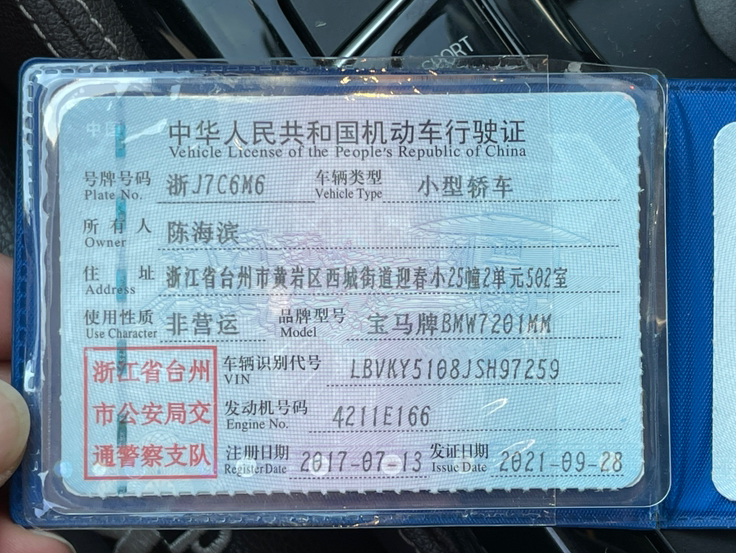 SPORT
中国
中华人民共和国机动车行驶证
Vehicle License of the People's Republic of China
号牌号码 浙J7C6M6 车辆类型 小型轿车
Plate No. Vehicle Type
所有人 陈海滨
Owner
住址 浙江省台州市黄岩区西城街道迎春小25幢2单元502室
Address
使用性质 非营运 品牌型号 宝马牌BMW7201MM
Use Character Model
浙江省台州
市公安局交
通警察支队
车辆识别代号 LBVKY5108JSH97259
VIN
发动机号码 4211E166
Engine No.
注册日期 2017-07-13 发证日期 2021-09-28
Register Date Issue Date